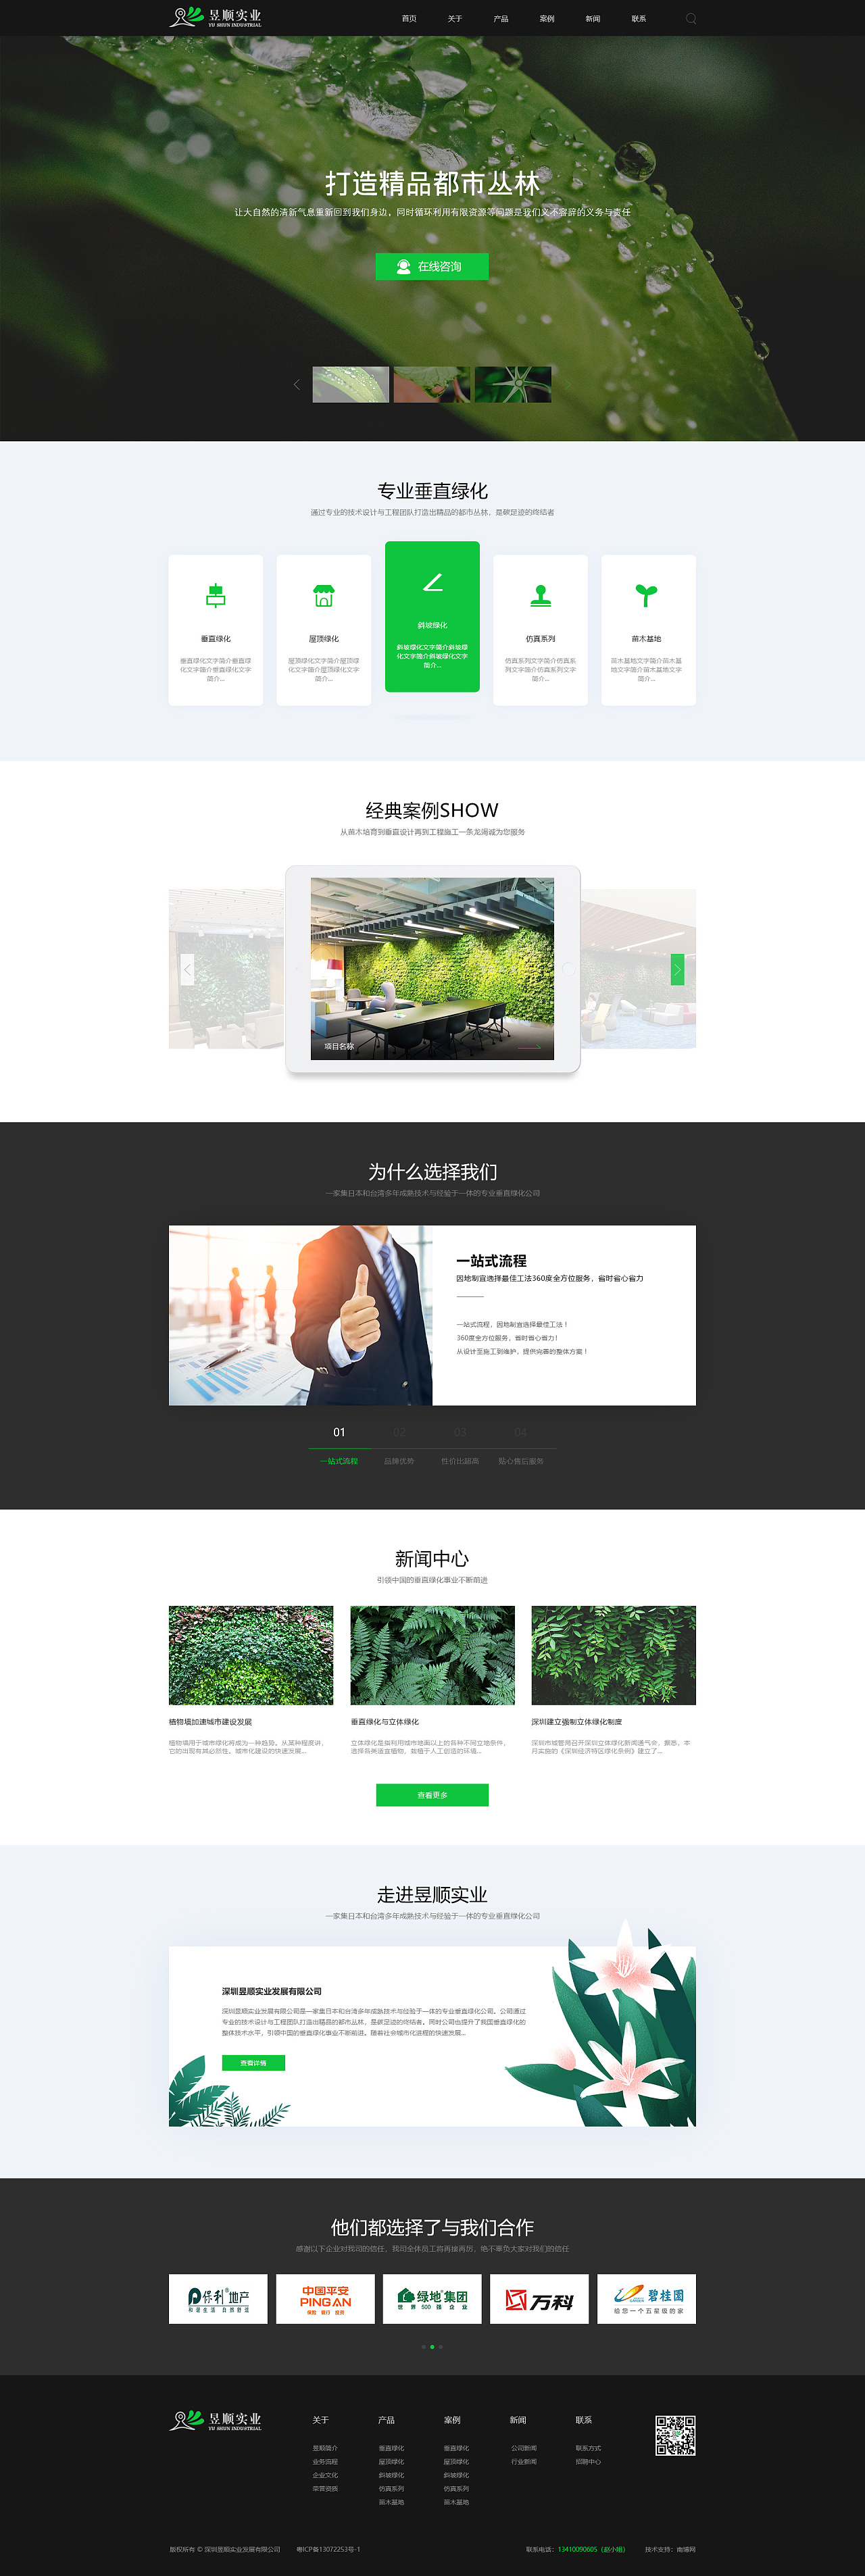 昱顺实业
YU SHUN INDUSTRIAL
首页
关于
产品
案例
新闻
联系
打造精品都市丛林
让大自然的清新气息重新回到我们身边，同时循环利用有限资源等问题是我们义不容辞的义务与责任
在线咨询
专业垂直绿化
通过专业的技术设计与工程团队打造出精品的都市丛林，是碳足迹的终结者
垂直绿化
垂直绿化文字简介垂直绿
化文字简介垂直绿化文字
简介...
屋顶绿化
屋顶绿化文字简介屋顶绿
化文字简介屋顶绿化文字
简介...
斜坡绿化
斜坡绿化文字简介斜坡绿
化文字简介斜坡绿化文字
简介...
仿真系列
仿真系列文字简介仿真系
列文字简介仿真系列文字
简介...
苗木基地
苗木基地文字简介苗木基
地文字简介苗木基地文字
简介...
经典案例SHOW
从苗木培育到垂直设计再到工程施工一条龙竭诚为您服务
项目名称
为什么选择我们
一家集日本和台湾多年成熟技术与经验于一体的专业垂直绿化公司
一站式流程
因地制宜选择最佳工法360度全方位服务，省时省心省力
一站式流程，因地制宜选择最佳工法！
360度全方位服务，省时省心省力！
从设计至施工到维护，提供完善的整体方案！
01
02
03
04
一站式流程
品牌优势
性价比超高
贴心售后服务
新闻中心
引领中国的垂直绿化事业不断前进
植物墙加速城市建设发展
植物墙用于城市绿化将成为一种趋势。从某种程度讲，
它的出现有其必然性。城市化建设的快速发展...
垂直绿化与立体绿化
立体绿化是指利用城市地面以上的各种不同立地条件，
选择各类适宜植物，栽植于人工创造的环境...
深圳建立强制立体绿化制度
深圳市城管局召开深圳立体绿化新闻通气会，据悉，本
月实施的《深圳经济特区绿化条例》建立了...
查看更多
走进昱顺实业
一家集日本和台湾多年成熟技术与经验于一体的专业垂直绿化公司
深圳昱顺实业发展有限公司
深圳昱顺实业发展有限公司是一家集日本和台湾多年成熟技术与经验于一体的专业垂直绿化公司。公司通过
专业的技术设计与工程团队打造出精品的都市丛林，是碳足迹的终结者。同时公司也提升了我国垂直绿化的
整体技术水平，引领中国的垂直绿化事业不断前进。随着社会城市化进程的快速发展...
查看详情
他们都选择了与我们合作
感谢以下企业对我司的信任，我司全体员工将再接再厉，绝不辜负大家对我们的信任
保利地产
和谐生活 自然舒适
中国平安
PING AN
保险 银行 投资
绿地集团
世界500强企业
万科
碧桂园
给您一个五星级的家
昱顺实业
YU SHUN INDUSTRIAL
关于
产品
案例
新闻
联系
昱顺简介
垂直绿化
垂直绿化
公司新闻
联系方式
业务流程
屋顶绿化
屋顶绿化
行业新闻
招聘中心
企业文化
斜坡绿化
斜坡绿化
荣誉资质
仿真系列
仿真系列
苗木基地
苗木基地
版权所有 © 深圳昱顺实业发展有限公司
粤ICP备13072253号-1
联系电话：13410090605（赵小姐）
技术支持：南博网